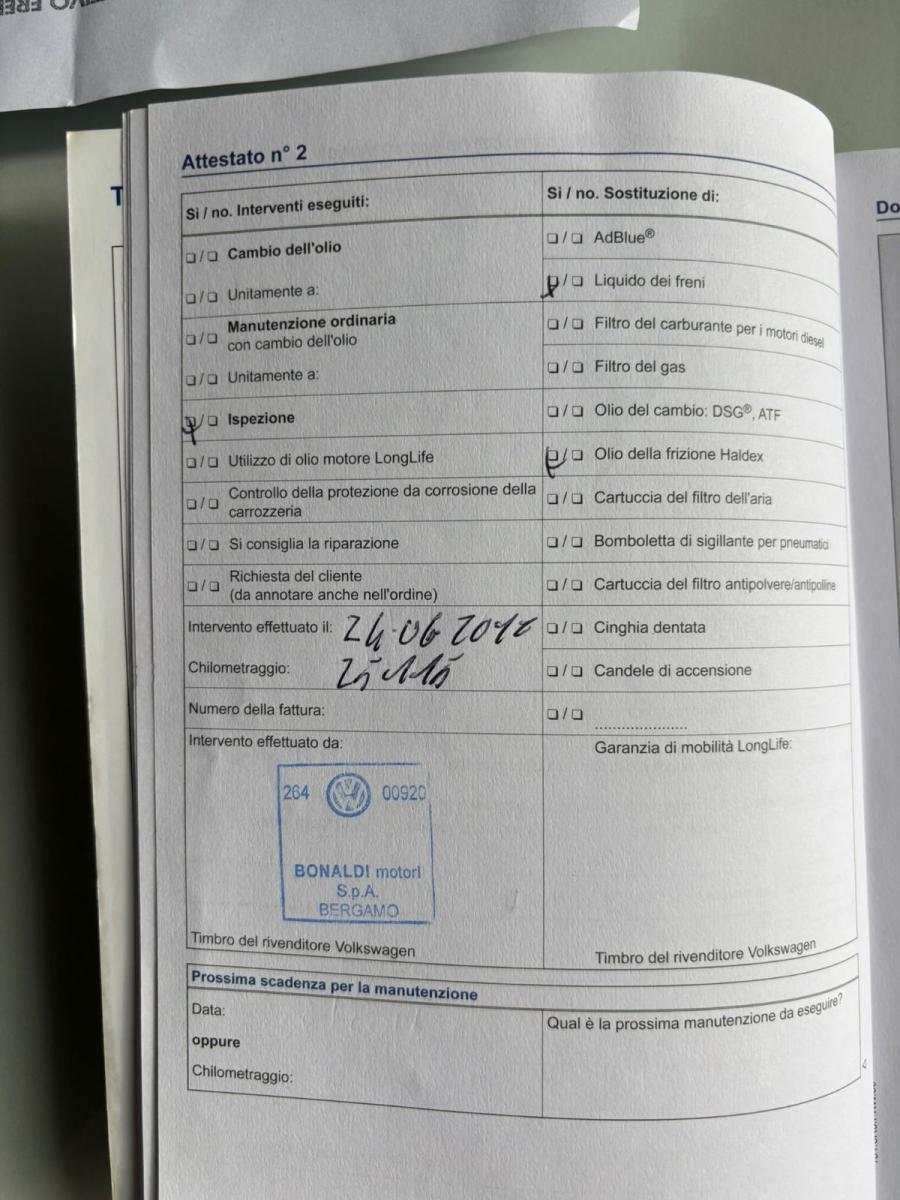 Attestato n° 2
Sì / no. Interventi eseguiti:
❏/❏ Cambio dell'olio
❏/❏ Unitamente a:
❏/❏ Manutenzione ordinaria
con cambio dell'olio
❏/❏ Unitamente a:
❏/❏ Ispezione
❏/❏ Utilizzo di olio motore LongLife
❏/❏ Controllo della protezione da corrosione della
carrozzeria
❏/❏ Si consiglia la riparazione
❏/❏ Richiesta del cliente
(da annotare anche nell'ordine)
Intervento effettuato il: 24.06
Chilometraggio: 25115
Numero della fattura:
Intervento effettuato da:
264 00920
BONALDI motori
S.p.A.
BERGAMO
Timbro del rivenditore Volkswagen
Sì / no. Sostituzione di:
❏/❏ AdBlue®
❏/❏ Liquido dei freni
❏/❏ Filtro del carburante per i motori diesel
❏/❏ Filtro del gas
❏/❏ Olio del cambio: DSG®, ATF
❏/❏ Olio della frizione Haldex
❏/❏ Cartuccia del filtro dell'aria
❏/❏ Bomboletta di sigillante per pneumatici
❏/❏ Cartuccia del filtro antipolvere/antipolline
❏/❏ Cinghia dentata
❏/❏ Candele di accensione
❏/❏ ....................
Garanzia di mobilità LongLife:
Timbro del rivenditore Volkswagen
Prossima scadenza per la manutenzione
Data:
oppure
Chilometraggio:
Qual è la prossima manutenzione da eseguire?
Do